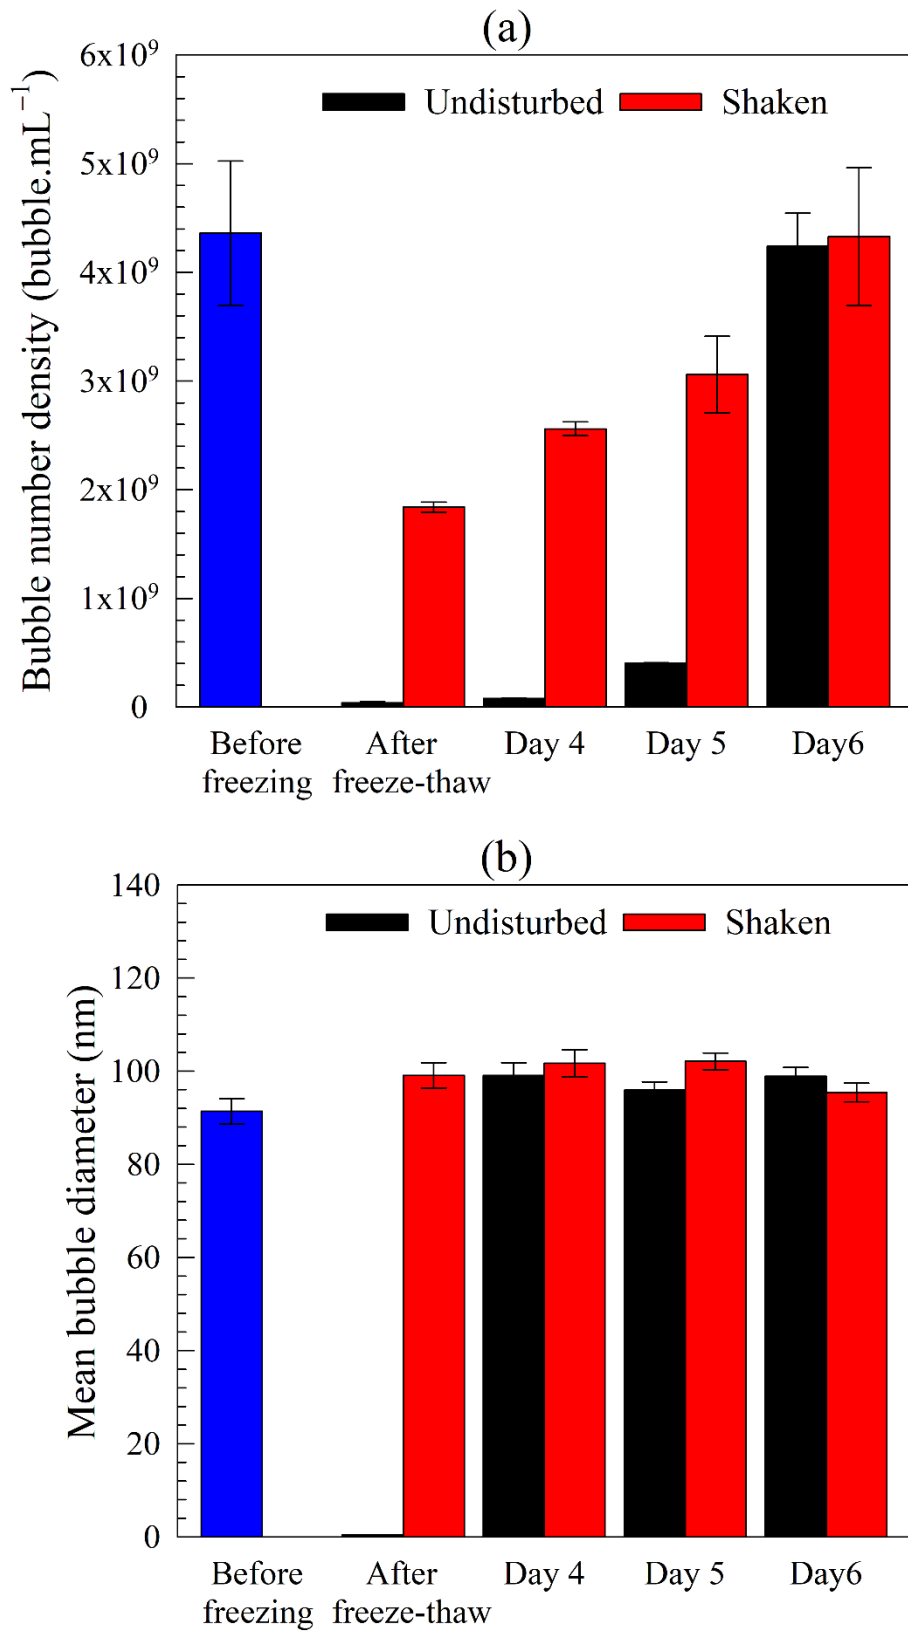 (a)
Bubble number density (bubble.mL⁻¹)
6x10⁹
5x10⁹
4x10⁹
3x10⁹
2x10⁹
1x10⁹
0
Undisturbed Shaken
Before freezing
After freeze-thaw
Day 4
Day 5
Day6
(b)
Mean bubble diameter (nm)
140
120
100
80
60
40
20
0
Undisturbed Shaken
Before freezing
After freeze-thaw
Day 4
Day 5
Day6